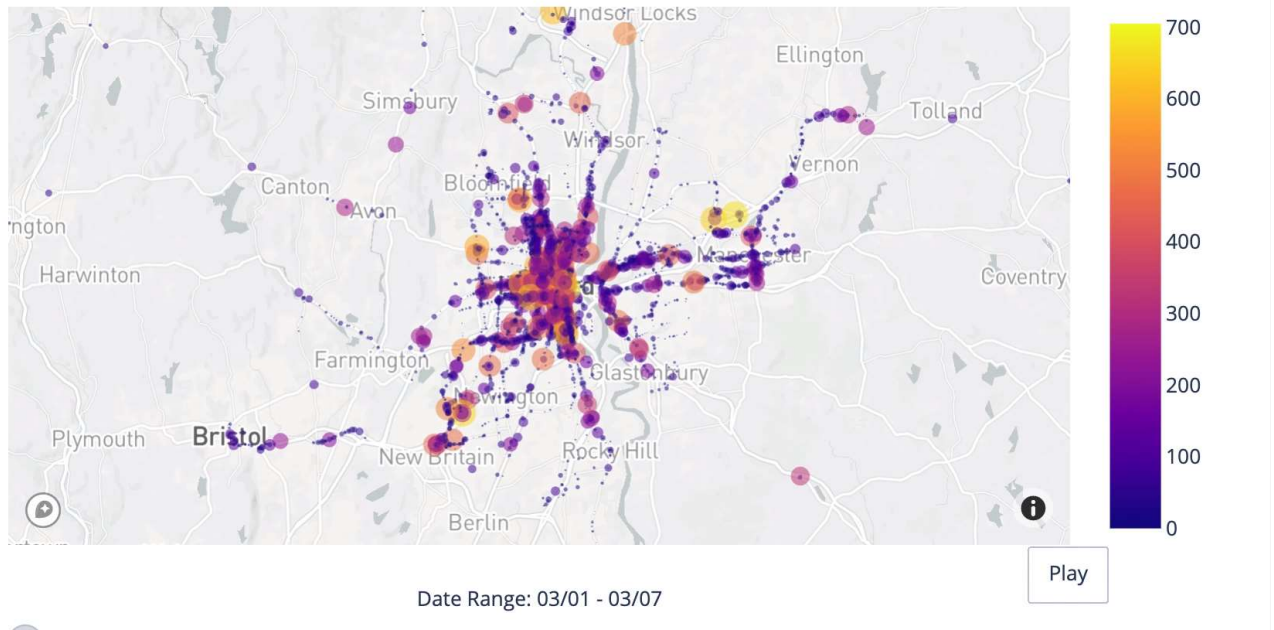 Windsor Locks
Ellington
Simsbury
Tolland
Windsor
Vernon
Bloomfield
Canton
Avon
ngton
Manchester
Harwinton
Coventry
Farmington
Glastonbury
Newington
Plymouth
Bristol
Rocky Hill
New Britain
Berlin
700
600
500
400
300
200
100
0
Play
Date Range: 03/01 - 03/07